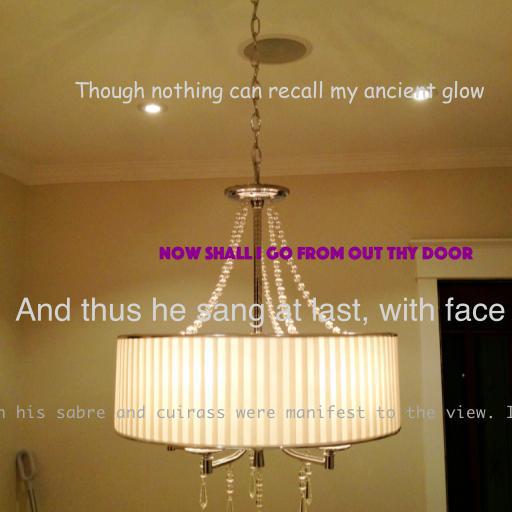 Though nothing can recall my ancient glow
NOW SHALL I GO FROM OUT THY DOOR
And thus he sang at last, with face
his sabre and cuirass were manifest to the view.